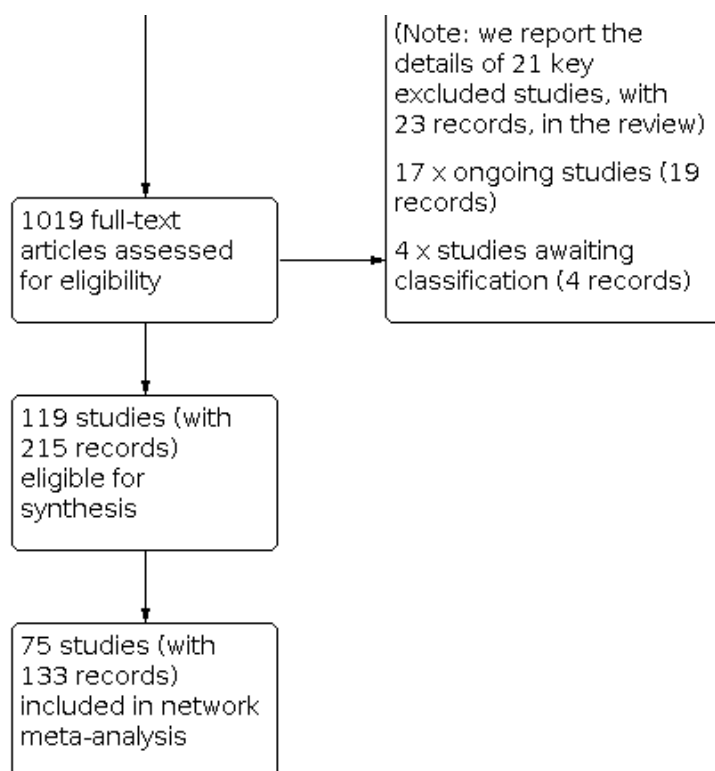 (Note: we report the
details of 21 key
excluded studies, with
23 records, in the review)
17 x ongoing studies (19
records)
4 x studies awaiting
classification (4 records)
1019 full-text
articles assessed
for eligibility
119 studies (with
215 records)
eligible for
synthesis
75 studies (with
133 records)
included in network
meta-analysis